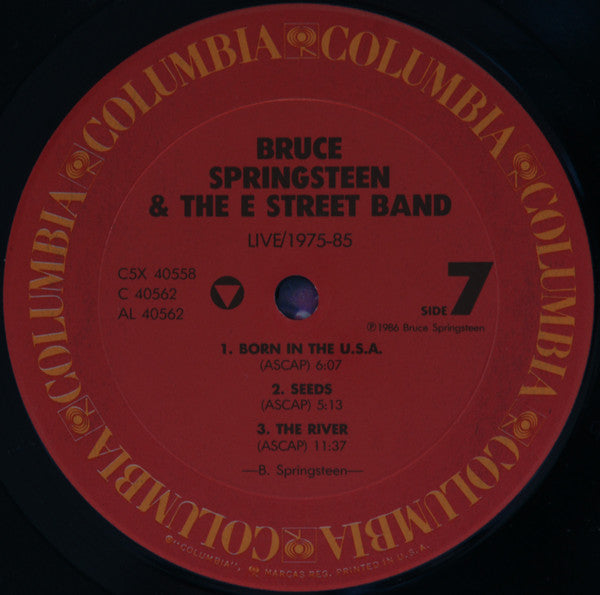 COLUMBIA COLUMBIA COLUMBIA COLUMBIA COLUMBIA COLUMBIA
BRUCE
SPRINGSTEEN
& THE E STREET BAND
LIVE/1975-85
C5X 40558
C 40562
AL 40562
SIDE 7
℗1986 Bruce Springsteen
1. BORN IN THE U.S.A.
(ASCAP) 6:07
2. SEEDS
(ASCAP) 5:13
3. THE RIVER
(ASCAP) 11:37
—B. Springsteen—
®"COLUMBIA", MARCAS REG. PRINTED IN U.S.A.